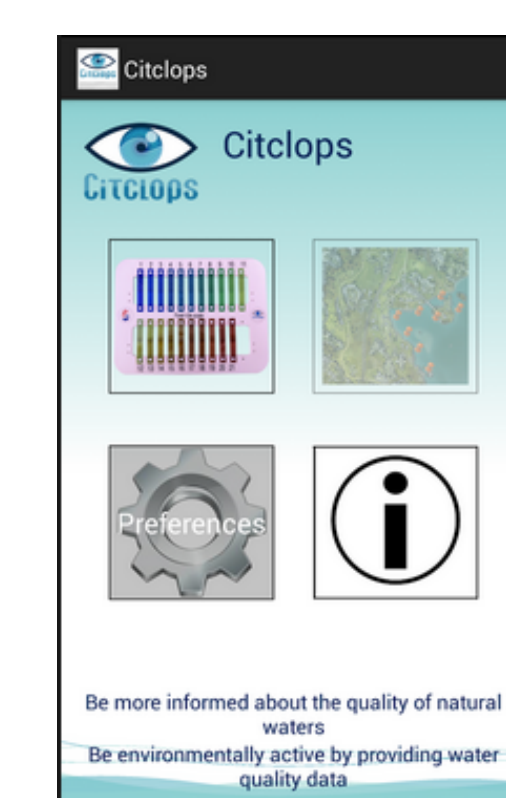 Citclops
Citclops
CITCLOPS
Preferences
Be more informed about the quality of natural
waters
Be environmentally active by providing water
quality data